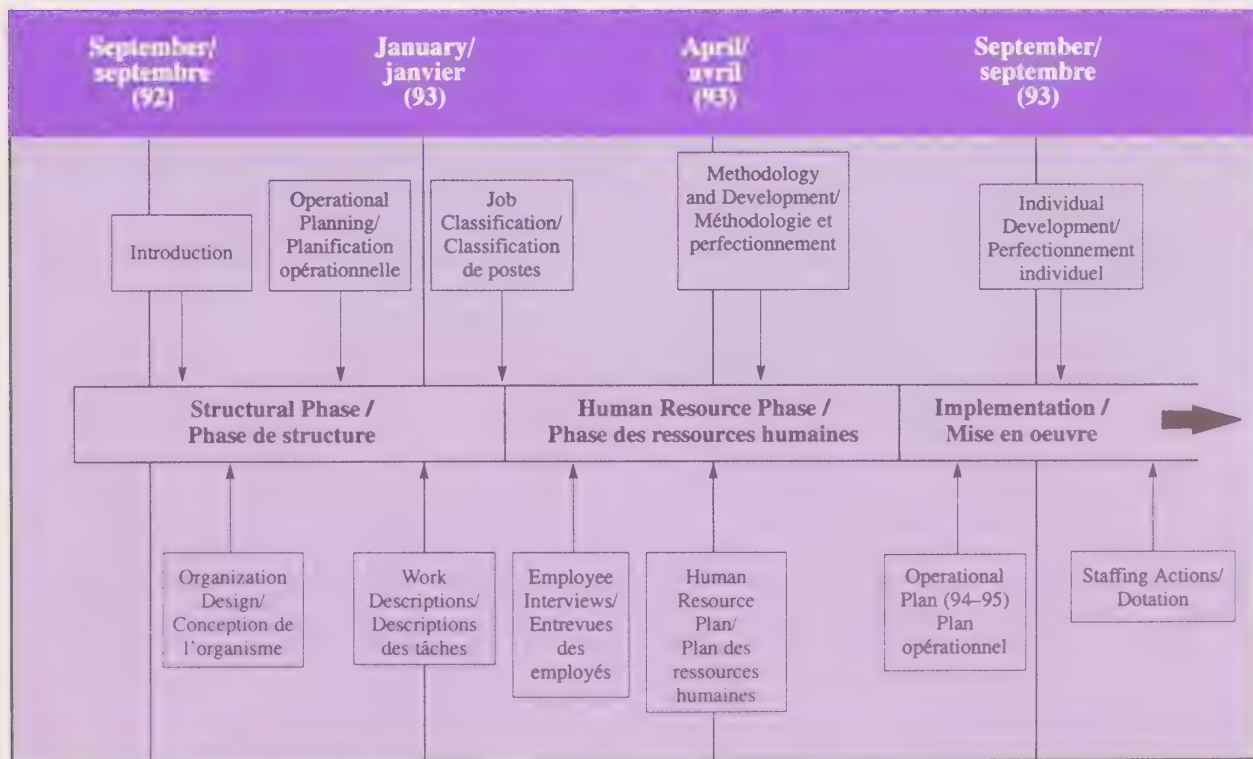 September/
septembre
(92)
January/
janvier
(93)
April/
avril
(93)
September/
septembre
(93)
Introduction
Operational
Planning/
Planification
opérationnelle
Job
Classification/
Classification
de postes
Methodology
and Development/
Méthodologie et
perfectionnement
Individual
Development/
Perfectionnement
individuel
Structural Phase /
Phase de structure
Human Resource Phase /
Phase des ressources humaines
Implementation /
Mise en oeuvre
Organization
Design/
Conception de
l'organisme
Work
Descriptions/
Descriptions
des tâches
Employee
Interviews/
Entrevues
des
employés
Human
Resource
Plan/
Plan des
ressources
humaines
Operational
Plan (94–95)
Plan
opérationnel
Staffing Actions/
Dotation